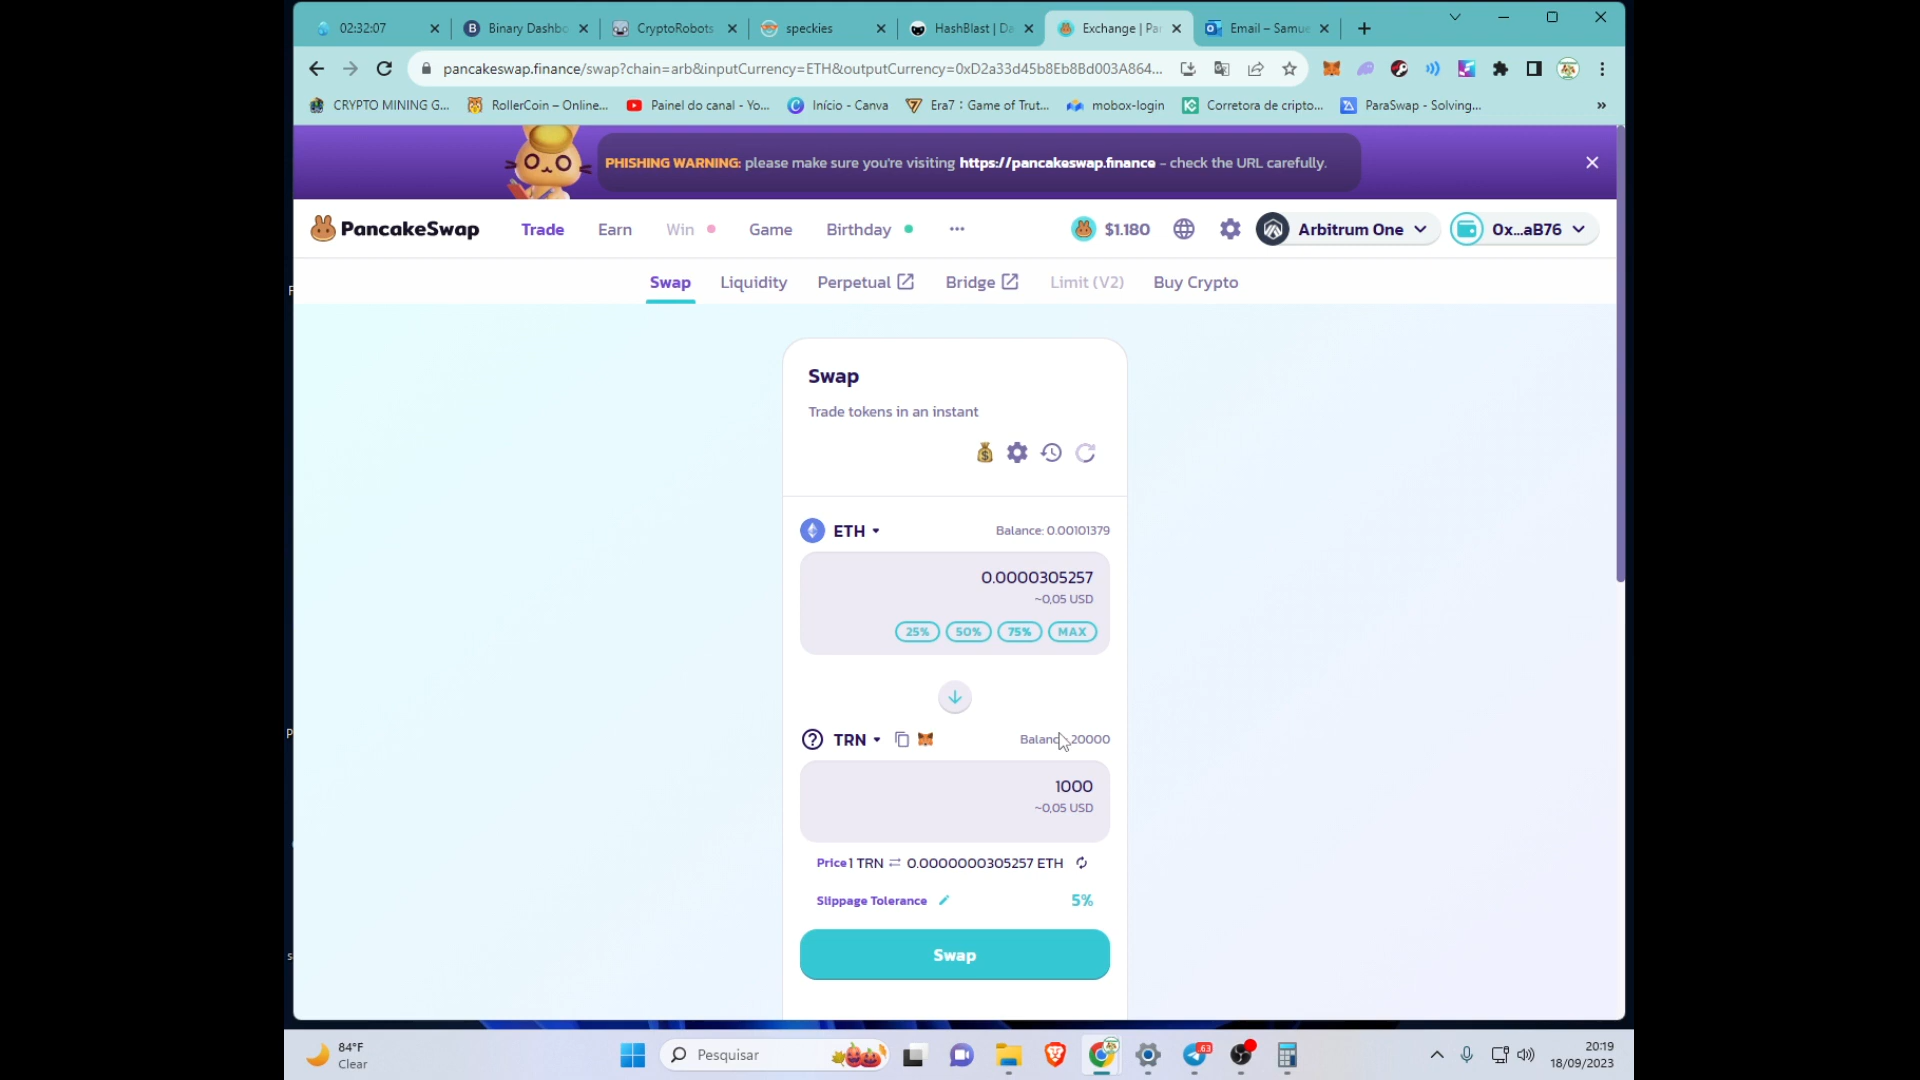 02:32:07
Binary Dashbo
CryptoRobots
speckies
HashBlast | Da
Exchange | Pa
Email – Samue
pancakeswap.finance/swap?chain=arb&inputCurrency=ETH&outputCurrency=0xD2a33d45b8Eb8Bd003A864...
CRYPTO MINING G...
RollerCoin – Online...
Painel do canal - Yo...
Início - Canva
Era7 : Game of Trut...
mobox-login
Corretora de cripto...
ParaSwap - Solving...
»
PHISHING WARNING: please make sure you're visiting https://pancakeswap.finance - check the URL carefully.
PancakeSwap
Trade
Earn
Win
Game
Birthday
$1.180
Arbitrum One
0x...aB76
Swap
Liquidity
Perpetual
Bridge
Limit (V2)
Buy Crypto
Swap
Trade tokens in an instant
ETH
Balance: 0.00101379
0.0000305257
~0,05 USD
25%
50%
75%
MAX
TRN
20000
1000
~0,05 USD
Price 1 TRN ⇌ 0.0000000305257 ETH
Slippage Tolerance
5%
Swap
84°F
Clear
Pesquisar
63
20:19
18/09/2023